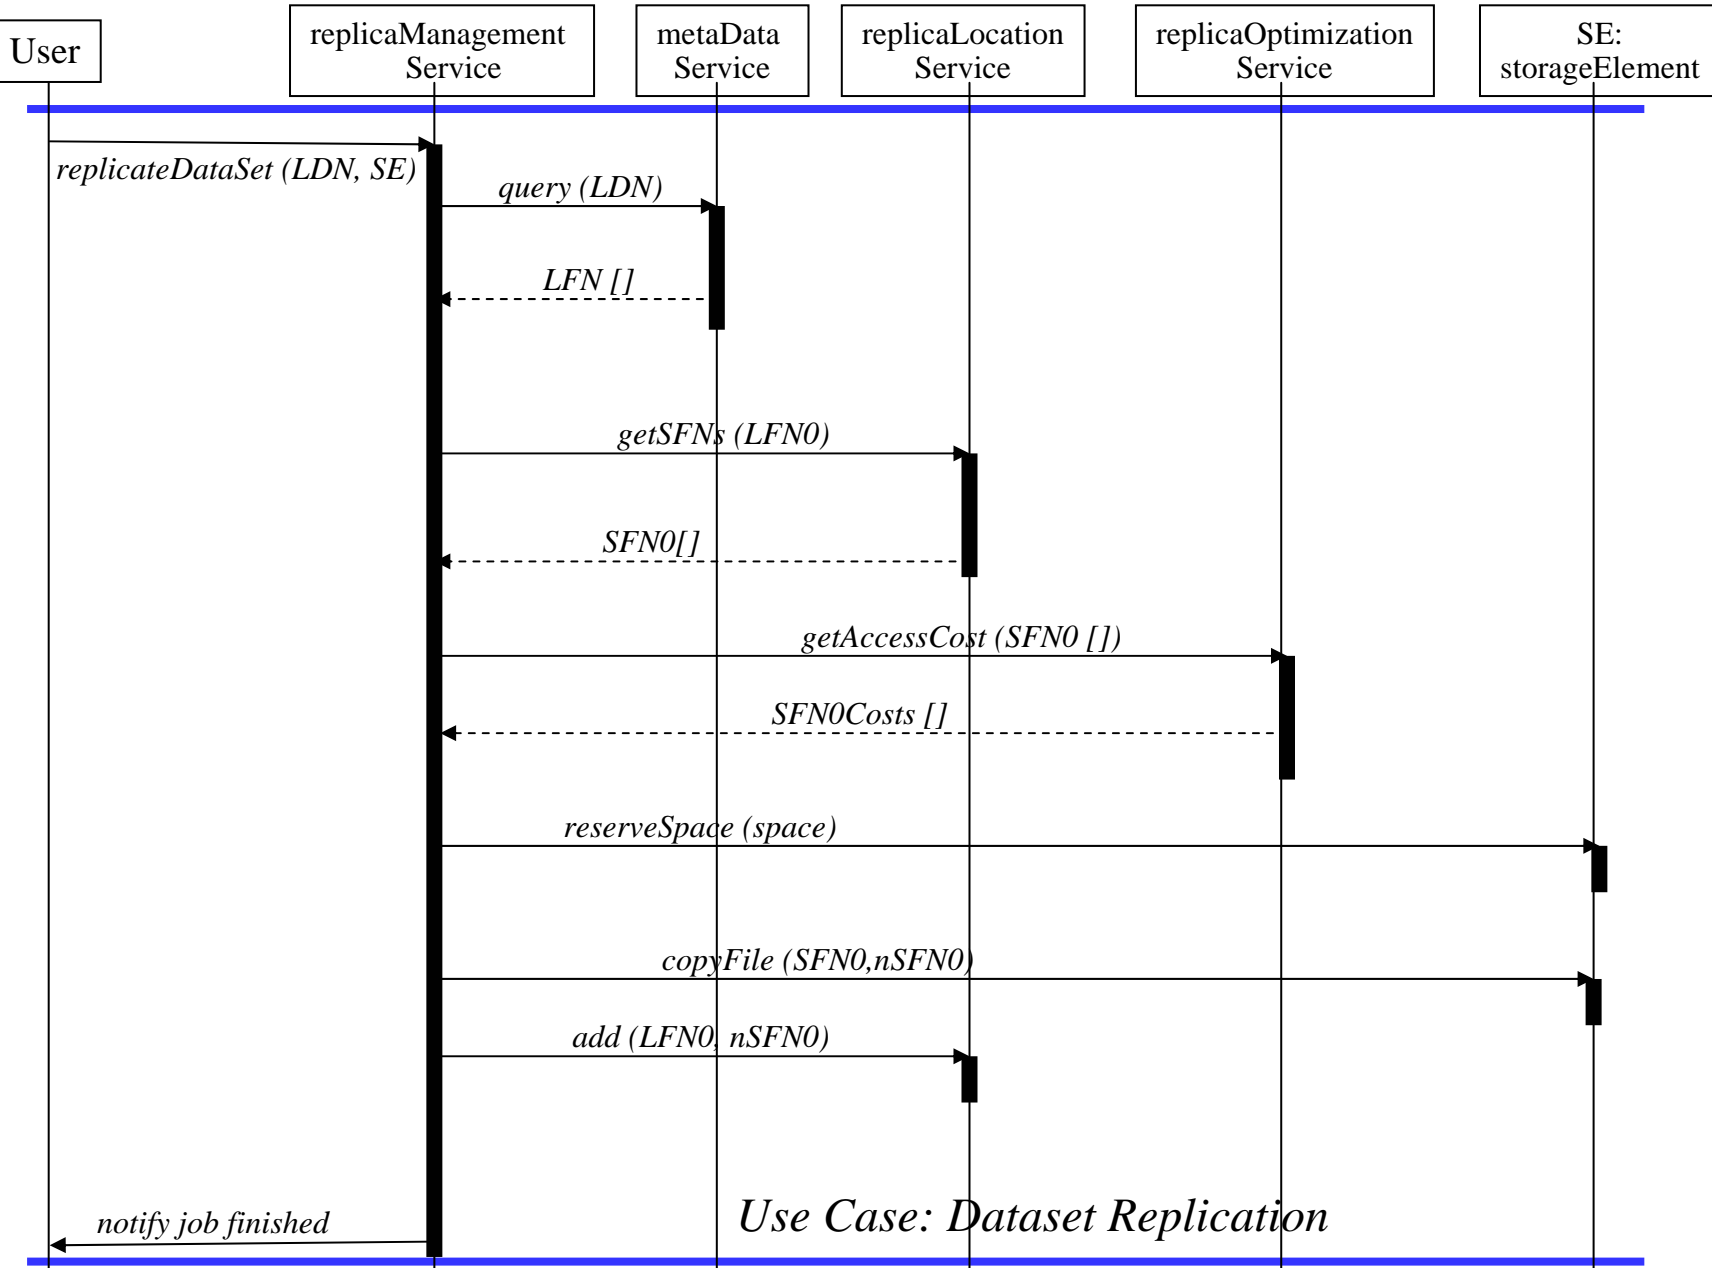 User
replicaManagement
Service
metaData
Service
replicaLocation
Service
replicaOptimization
Service
SE:
storageElement
replicateDataSet (LDN, SE)
query (LDN)
LFN []
getSFNs (LFN0)
SFN0[]
getAccessCost (SFN0 [])
SFN0Costs []
reserveSpace (space)
copyFile (SFN0,nSFN0)
add (LFN0, nSFN0)
Use Case: Dataset Replication
notify job finished